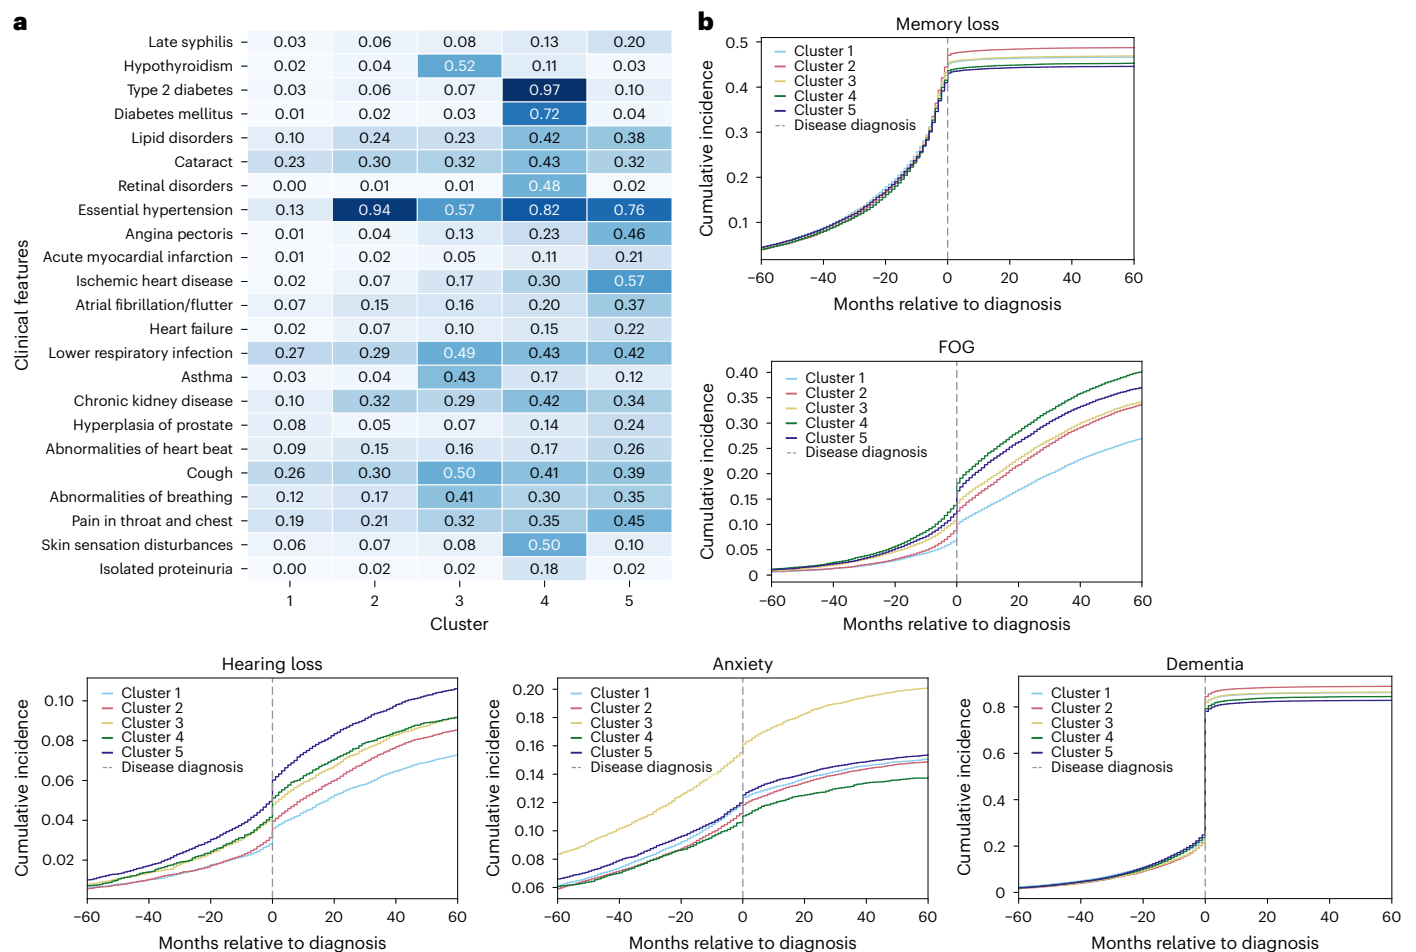 a
Clinical features
Late syphilis 0.03 0.06 0.08 0.13 0.20
Hypothyroidism 0.02 0.04 0.52 0.11 0.03
Type 2 diabetes 0.03 0.06 0.07 0.97 0.10
Diabetes mellitus 0.01 0.02 0.03 0.72 0.04
Lipid disorders 0.10 0.24 0.23 0.42 0.38
Cataract 0.23 0.30 0.32 0.43 0.32
Retinal disorders 0.00 0.01 0.01 0.48 0.02
Essential hypertension 0.13 0.94 0.57 0.82 0.76
Angina pectoris 0.01 0.04 0.13 0.23 0.46
Acute myocardial infarction 0.01 0.02 0.05 0.11 0.21
Ischemic heart disease 0.02 0.07 0.17 0.30 0.57
Atrial fibrillation/flutter 0.07 0.15 0.16 0.20 0.37
Heart failure 0.02 0.07 0.10 0.15 0.22
Lower respiratory infection 0.27 0.29 0.49 0.43 0.42
Asthma 0.03 0.04 0.43 0.17 0.12
Chronic kidney disease 0.10 0.32 0.29 0.42 0.34
Hyperplasia of prostate 0.08 0.05 0.07 0.14 0.24
Abnormalities of heart beat 0.09 0.15 0.16 0.17 0.26
Cough 0.26 0.30 0.50 0.41 0.39
Abnormalities of breathing 0.12 0.17 0.41 0.30 0.35
Pain in throat and chest 0.19 0.21 0.32 0.35 0.45
Skin sensation disturbances 0.06 0.07 0.08 0.50 0.10
Isolated proteinuria 0.00 0.02 0.02 0.18 0.02
1 2 3 4 5
Cluster
b
Memory loss
Cumulative incidence
0.5
0.4
0.3
0.2
0.1
Cluster 1
Cluster 2
Cluster 3
Cluster 4
Cluster 5
Disease diagnosis
−60 −40 −20 0 20 40 60
Months relative to diagnosis
FOG
Cumulative incidence
0.40
0.35
0.30
0.25
0.20
0.15
0.10
0.05
0
Cluster 1
Cluster 2
Cluster 3
Cluster 4
Cluster 5
Disease diagnosis
−60 −40 −20 0 20 40 60
Months relative to diagnosis
Hearing loss
Cumulative incidence
0.10
0.08
0.06
0.04
0.02
Cluster 1
Cluster 2
Cluster 3
Cluster 4
Cluster 5
Disease diagnosis
−60 −40 −20 0 20 40 60
Months relative to diagnosis
Anxiety
Cumulative incidence
0.20
0.18
0.16
0.14
0.12
0.10
0.08
0.06
Cluster 1
Cluster 2
Cluster 3
Cluster 4
Cluster 5
Disease diagnosis
−60 −40 −20 0 20 40 60
Months relative to diagnosis
Dementia
Cumulative incidence
0.8
0.6
0.4
0.2
0
Cluster 1
Cluster 2
Cluster 3
Cluster 4
Cluster 5
Disease diagnosis
−60 −40 −20 0 20 40 60
Months relative to diagnosis